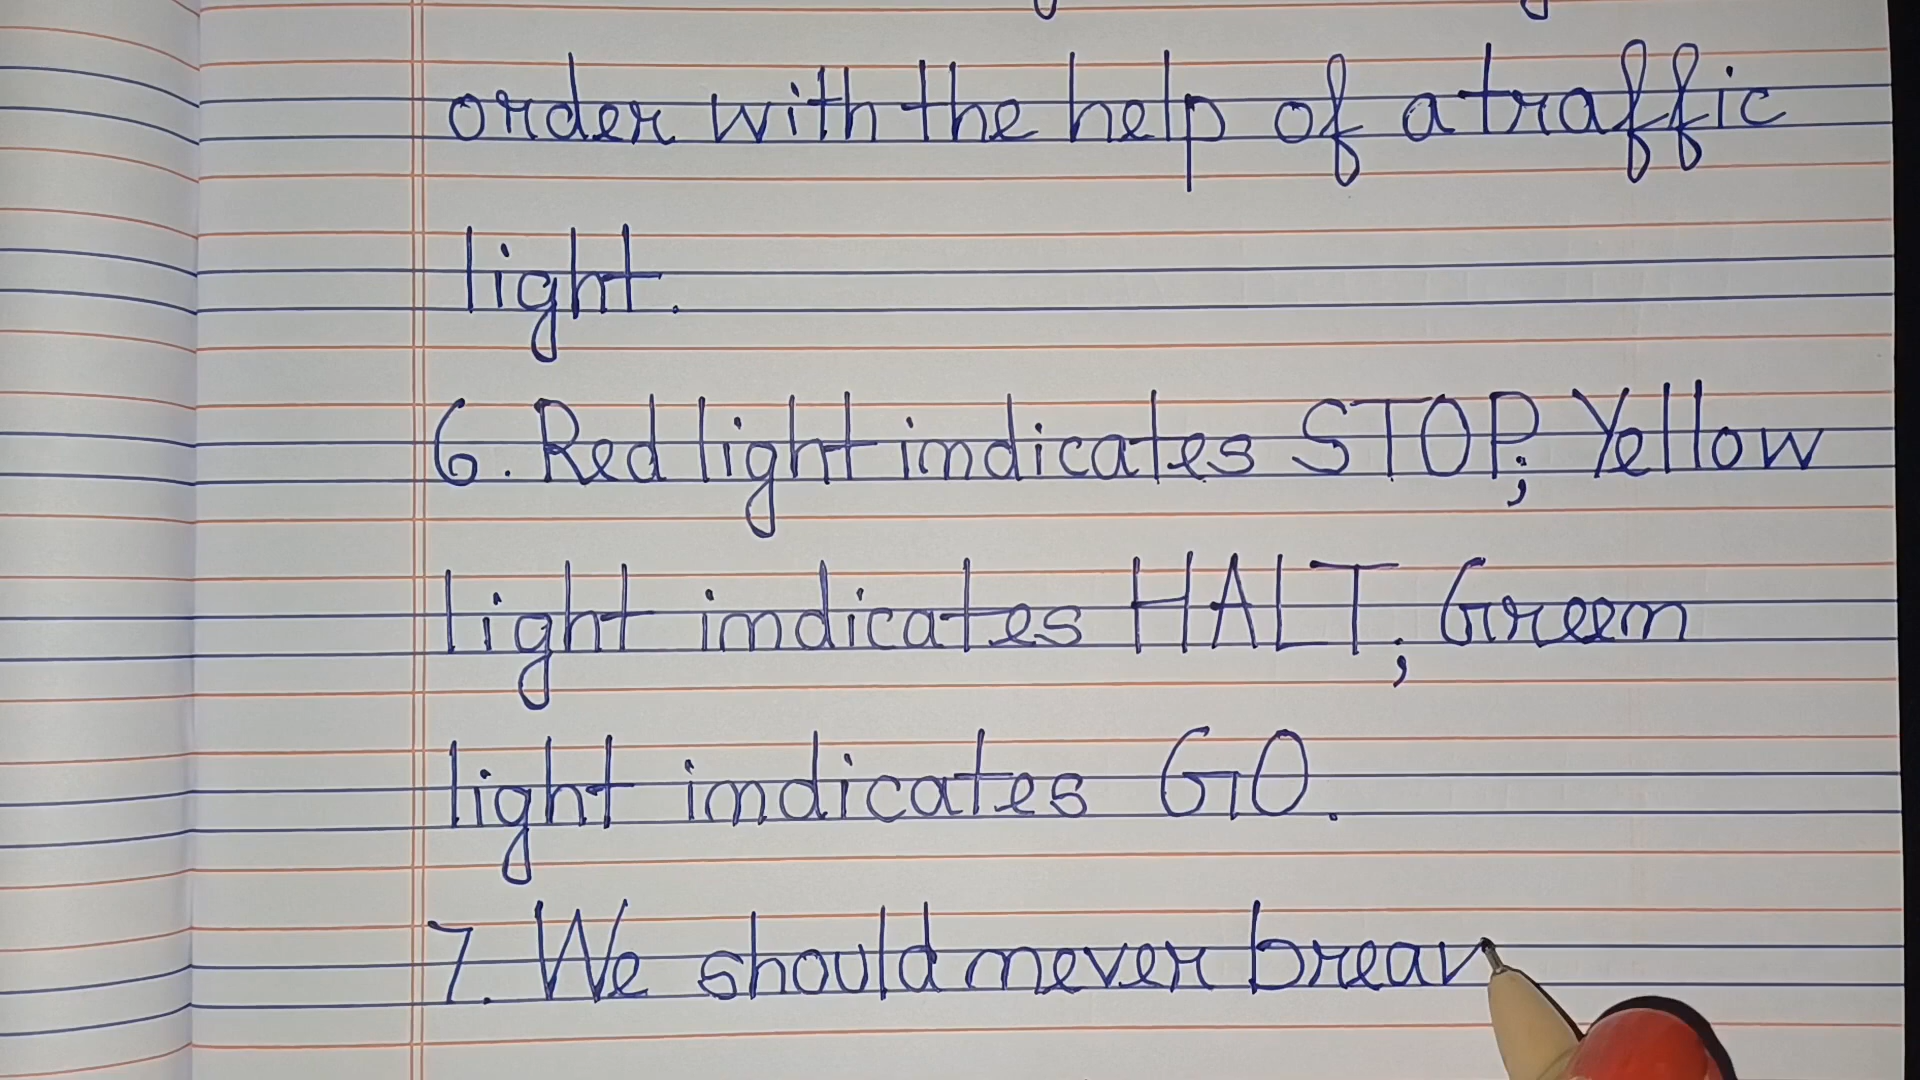 order with the help of a traffic
light.
6. Red light indicates STOP; Yellow
light indicates HALT; Green
light indicates GO.
7. We should never